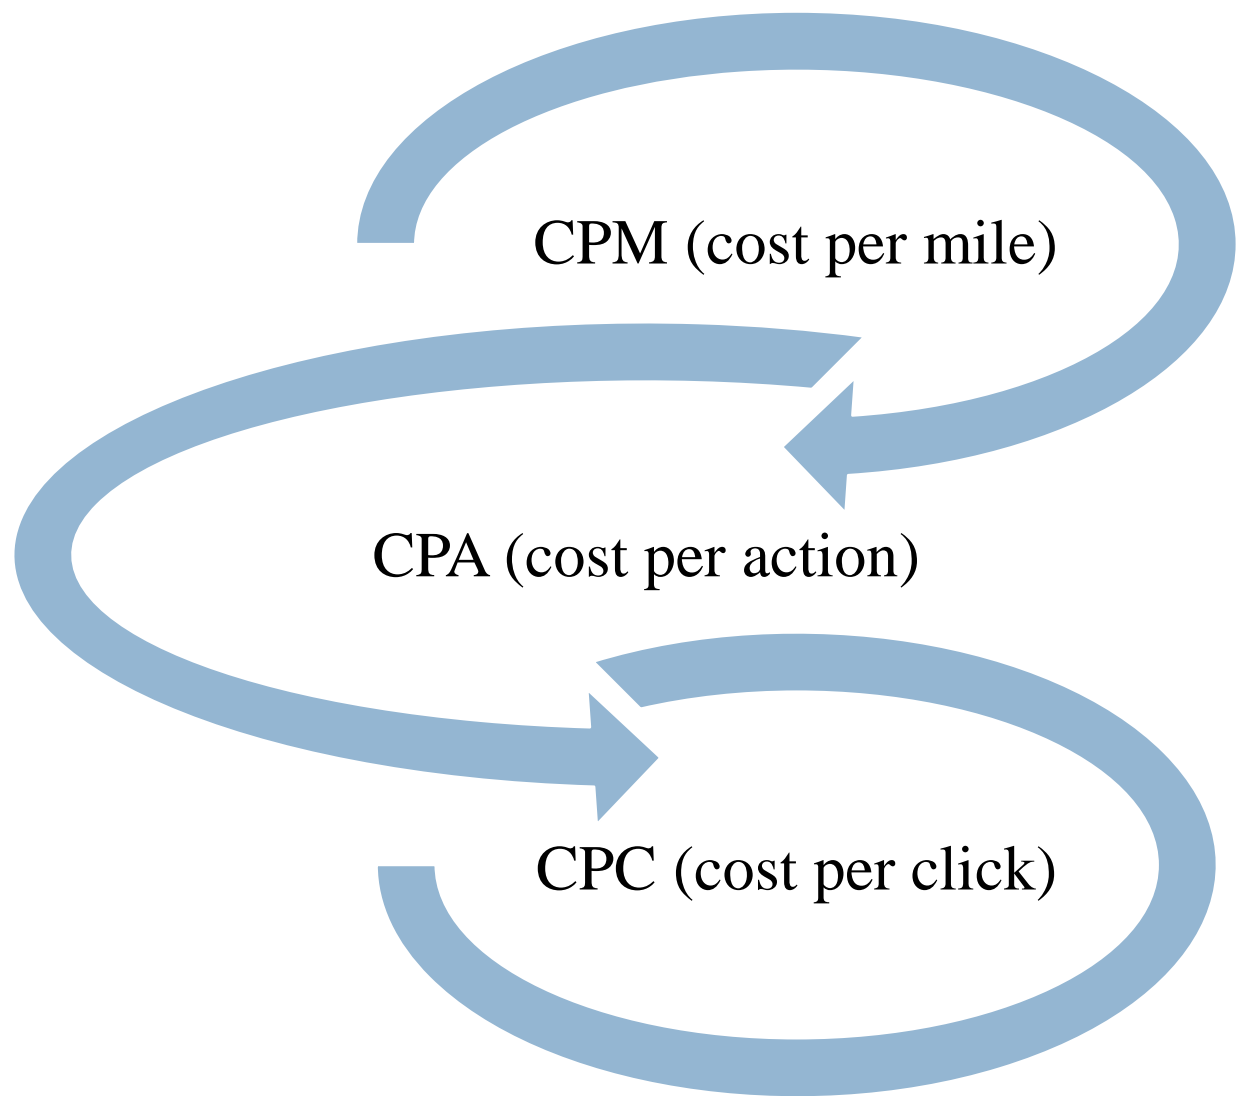 CPM (cost per mile)
CPA (cost per action)
CPC (cost per click)